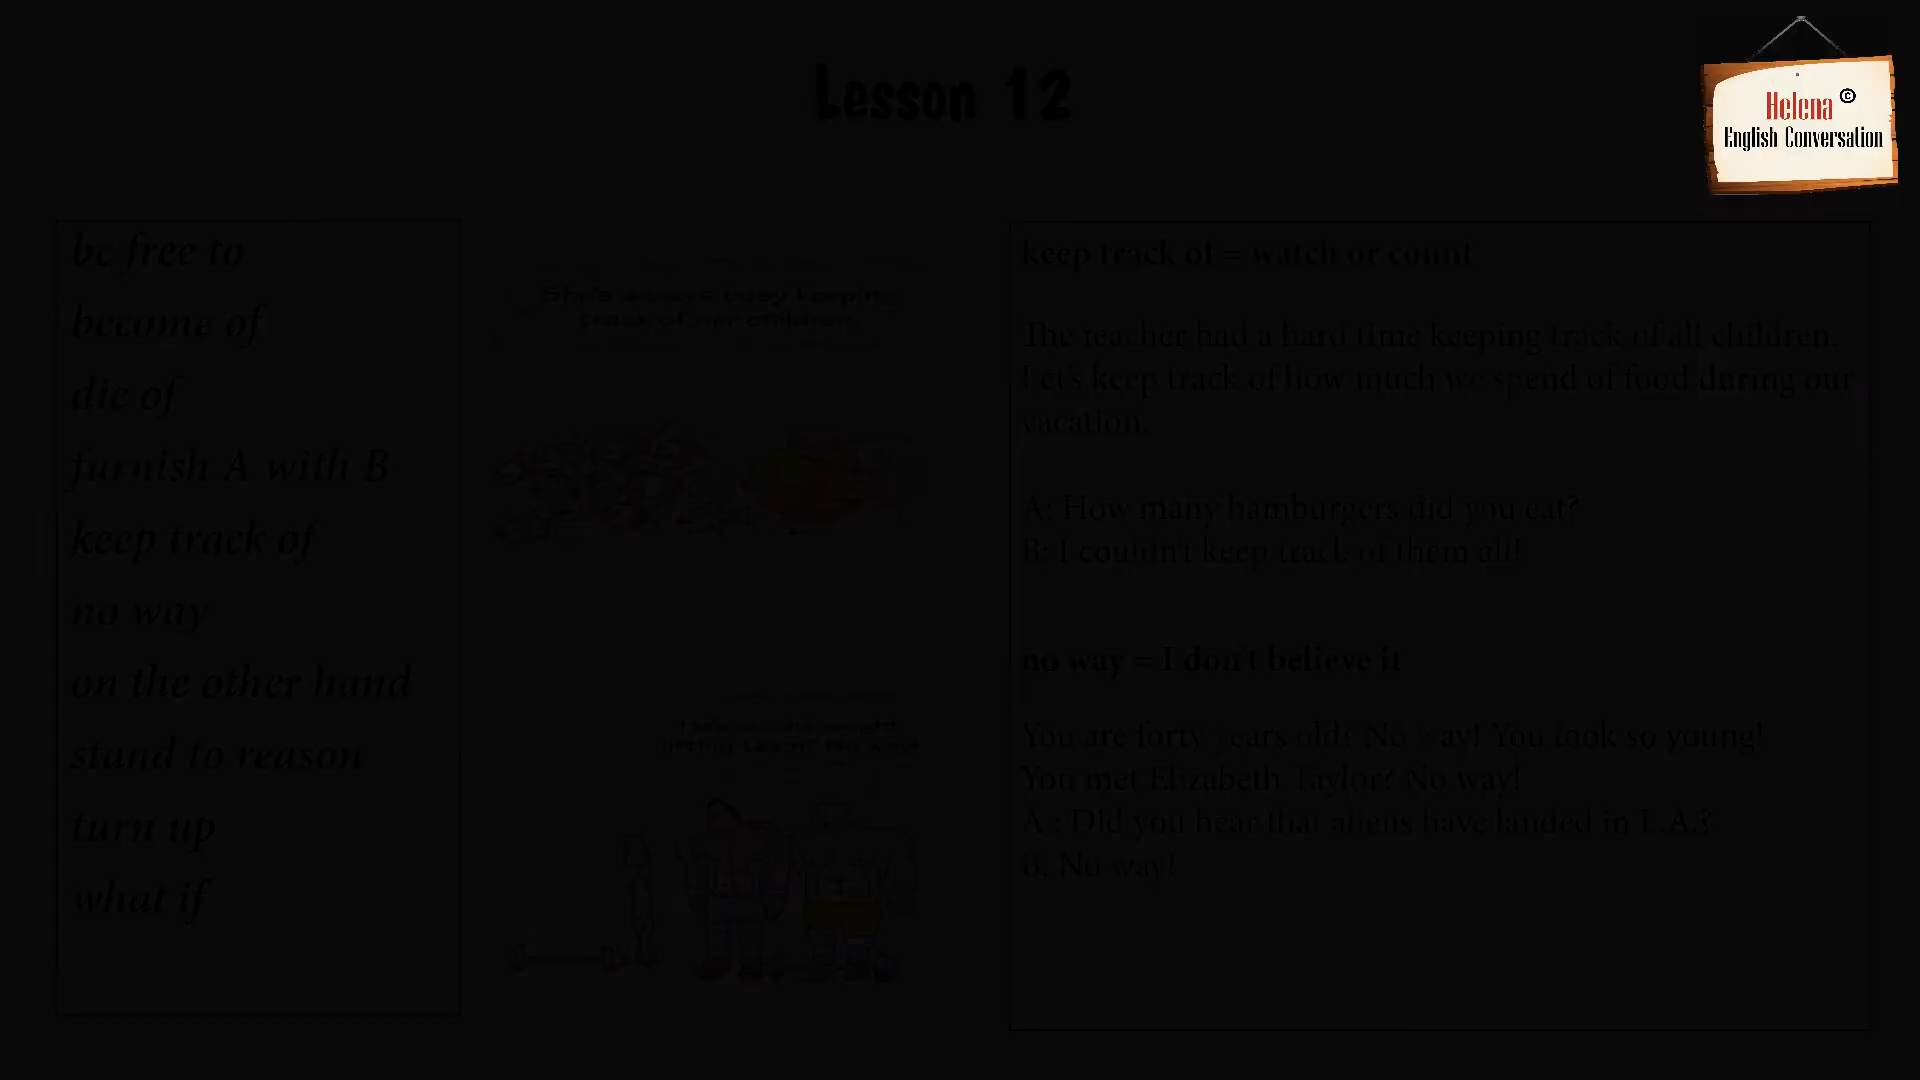 Lesson 12
Helena ©
English Conversation
be free to
become of
die of
furnish A with B
keep track of
no way
on the other hand
stand to reason
turn up
what if
She's always busy keeping
track of her children.
lifting team? No way!
keep track of = watch or count
The teacher had a hard time keeping track of all children.
Let's keep track of how much we spend of food during our
vacation.
A: How many hamburgers did you eat?
B: I couldn't keep track of them all!
no way = I don't believe it
You are forty years old? No way! You look so young!
You met Elizabeth Taylor? No way!
A : Did you hear that aliens have landed in L.A.?
B: No way!